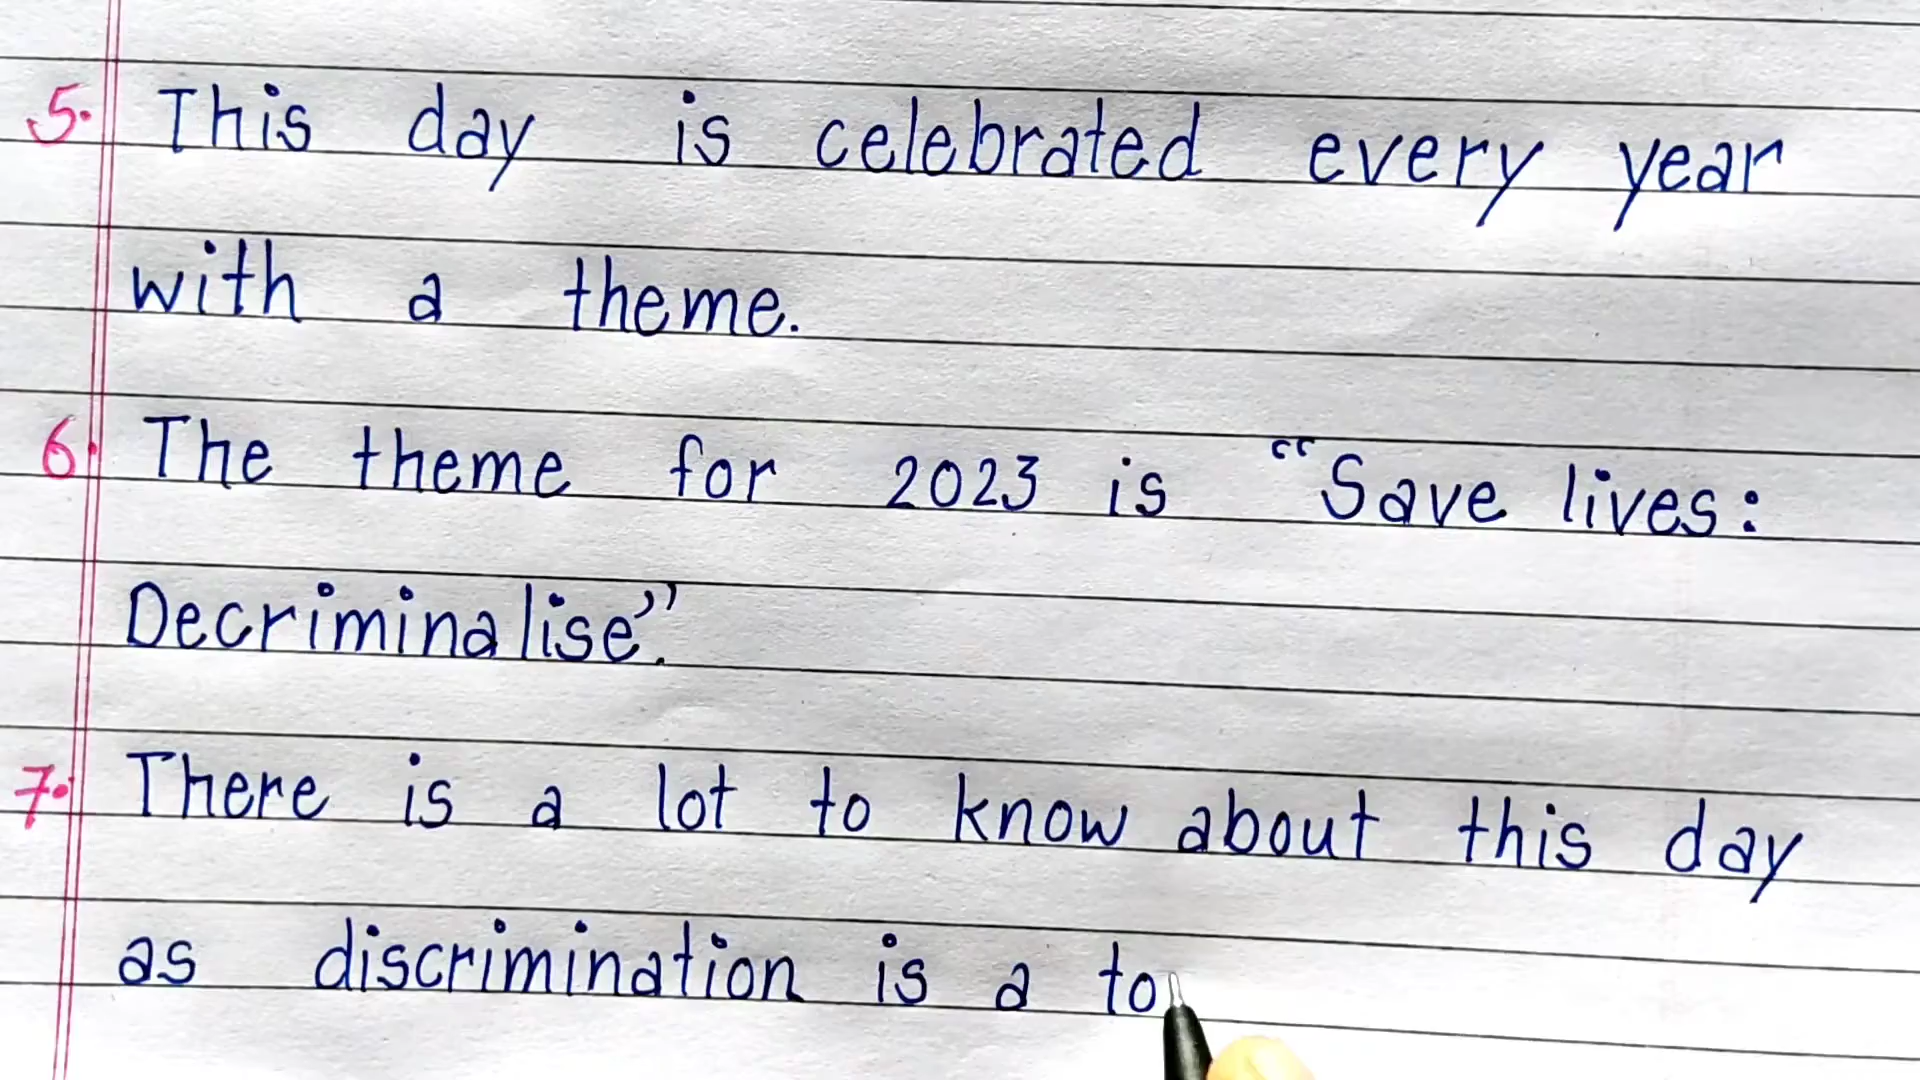 5. This day is celebrated every year
with a theme.
6. The theme for 2023 is "Save lives:
Decriminalise".
7. There is a lot to know about this day
as discrimination is a to